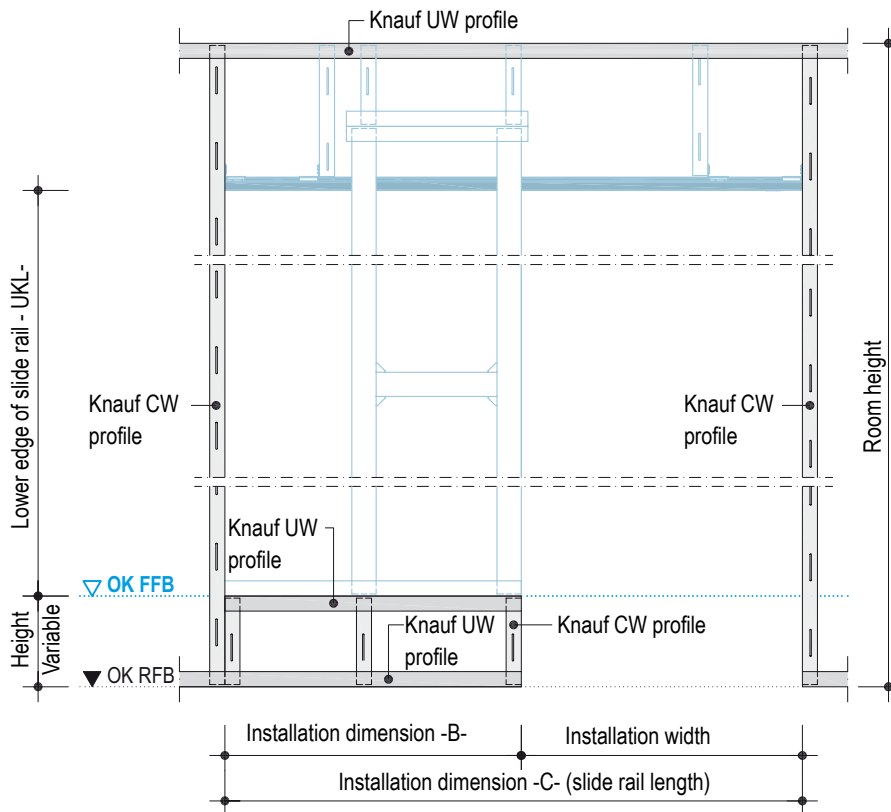 Knauf UW profile
Lower edge of slide rail - UKL-
Room height
Knauf CW
profile
Knauf CW
profile
Knauf UW
profile
OK FFB
Height
Variable
Knauf UW
profile
Knauf CW profile
OK RFB
Installation dimension -B-
Installation width
Installation dimension -C- (slide rail length)